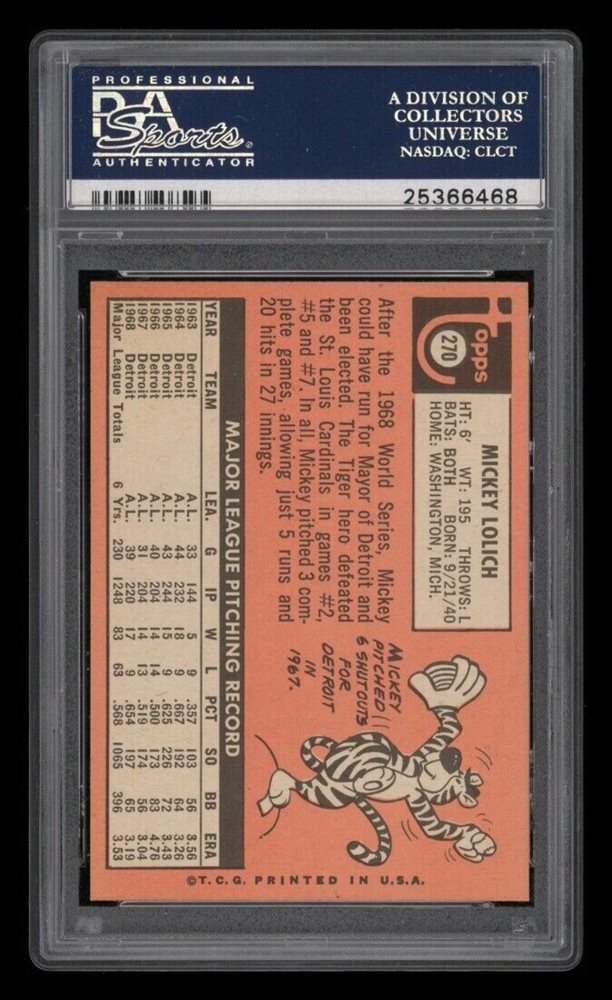 PROFESSIONAL
PSA
Sports
AUTHENTICATOR
A DIVISION OF
COLLECTORS
UNIVERSE
NASDAQ: CLCT
25366468
Topps
270
MICKEY LOLICH
HT: 6' WT: 195 THROWS: L
BATS: BOTH BORN: 9/21/40
HOME: WASHINGTON, MICH.
After the 1968 World Series, Mickey
could have run for Mayor of Detroit and
been elected. The Tiger hero defeated
the St. Louis Cardinals in games #2,
#5 and #7. In all, Mickey pitched 3 com-
plete games, allowing just 5 runs and
20 hits in 27 innings.
MICKEY
PITCHED
6 SHUTOUTS
FOR
DETROIT
IN
1967.
MAJOR LEAGUE PITCHING RECORD
YEAR TEAM LEA. G IP W L PCT SO BB ERA
1963 Detroit A.L. 33 144 5 9 .357 103 56 3.56
1964 Detroit A.L. 44 232 18 9 .667 192 64 3.26
1965 Detroit A.L. 43 244 15 9 .625 226 72 3.43
1966 Detroit A.L. 40 204 14 14 .500 173 83 4.76
1967 Detroit A.L. 31 204 14 13 .519 174 56 3.04
1968 Detroit A.L. 39 220 17 9 .654 197 65 3.19
Major League Totals 6 Yrs. 230 1248 83 63 .568 1065 396 3.53
©T.C.G. PRINTED IN U.S.A.